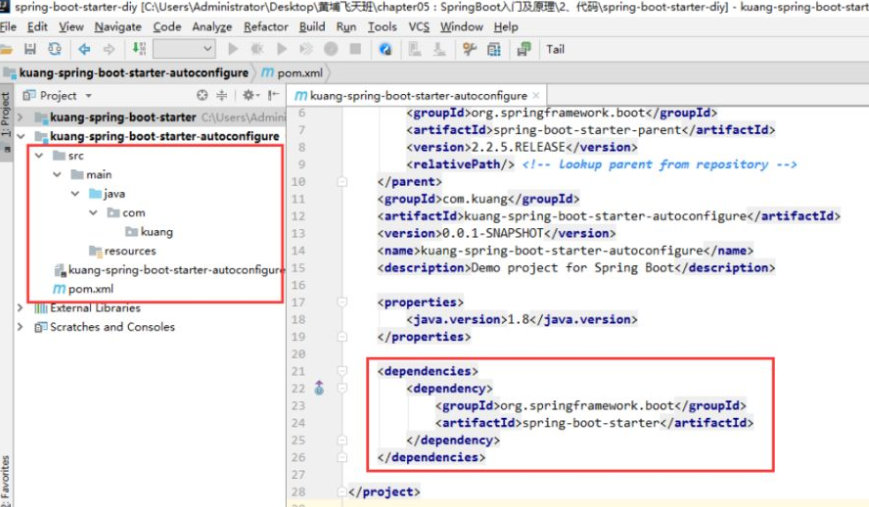 spring-boot-starter-diy [C:\Users\Administrator\Desktop\黄埔飞天班\chapter05：SpringBoot入门及原理\2、代码\spring-boot-starter-diy] - kuang-spring-boot-start
File Edit View Navigate Code Analyze Refactor Build Run Tools VCS Window Help
Tail
kuang-spring-boot-starter-autoconfigure
pom.xml
1: Project
Project
kuang-spring-boot-starter C:\Users\Admini
kuang-spring-boot-starter-autoconfigure
src
main
java
com
kuang
resources
kuang-spring-boot-starter-autoconfigure
pom.xml
External Libraries
Scratches and Consoles
Favorites
kuang-spring-boot-starter-autoconfigure
6 <groupId>org.springframework.boot</groupId>
7 <artifactId>spring-boot-starter-parent</artifactId>
8 <version>2.2.5.RELEASE</version>
9 <relativePath/> <!-- lookup parent from repository -->
10 </parent>
11 <groupId>com.kuang</groupId>
12 <artifactId>kuang-spring-boot-starter-autoconfigure</artifactId>
13 <version>0.0.1-SNAPSHOT</version>
14 <name>kuang-spring-boot-starter-autoconfigure</name>
15 <description>Demo project for Spring Boot</description>
16
17 <properties>
18 <java.version>1.8</java.version>
19 </properties>
20
21 <dependencies>
22 <dependency>
23 <groupId>org.springframework.boot</groupId>
24 <artifactId>spring-boot-starter</artifactId>
25 </dependency>
26 </dependencies>
27
28 </project>